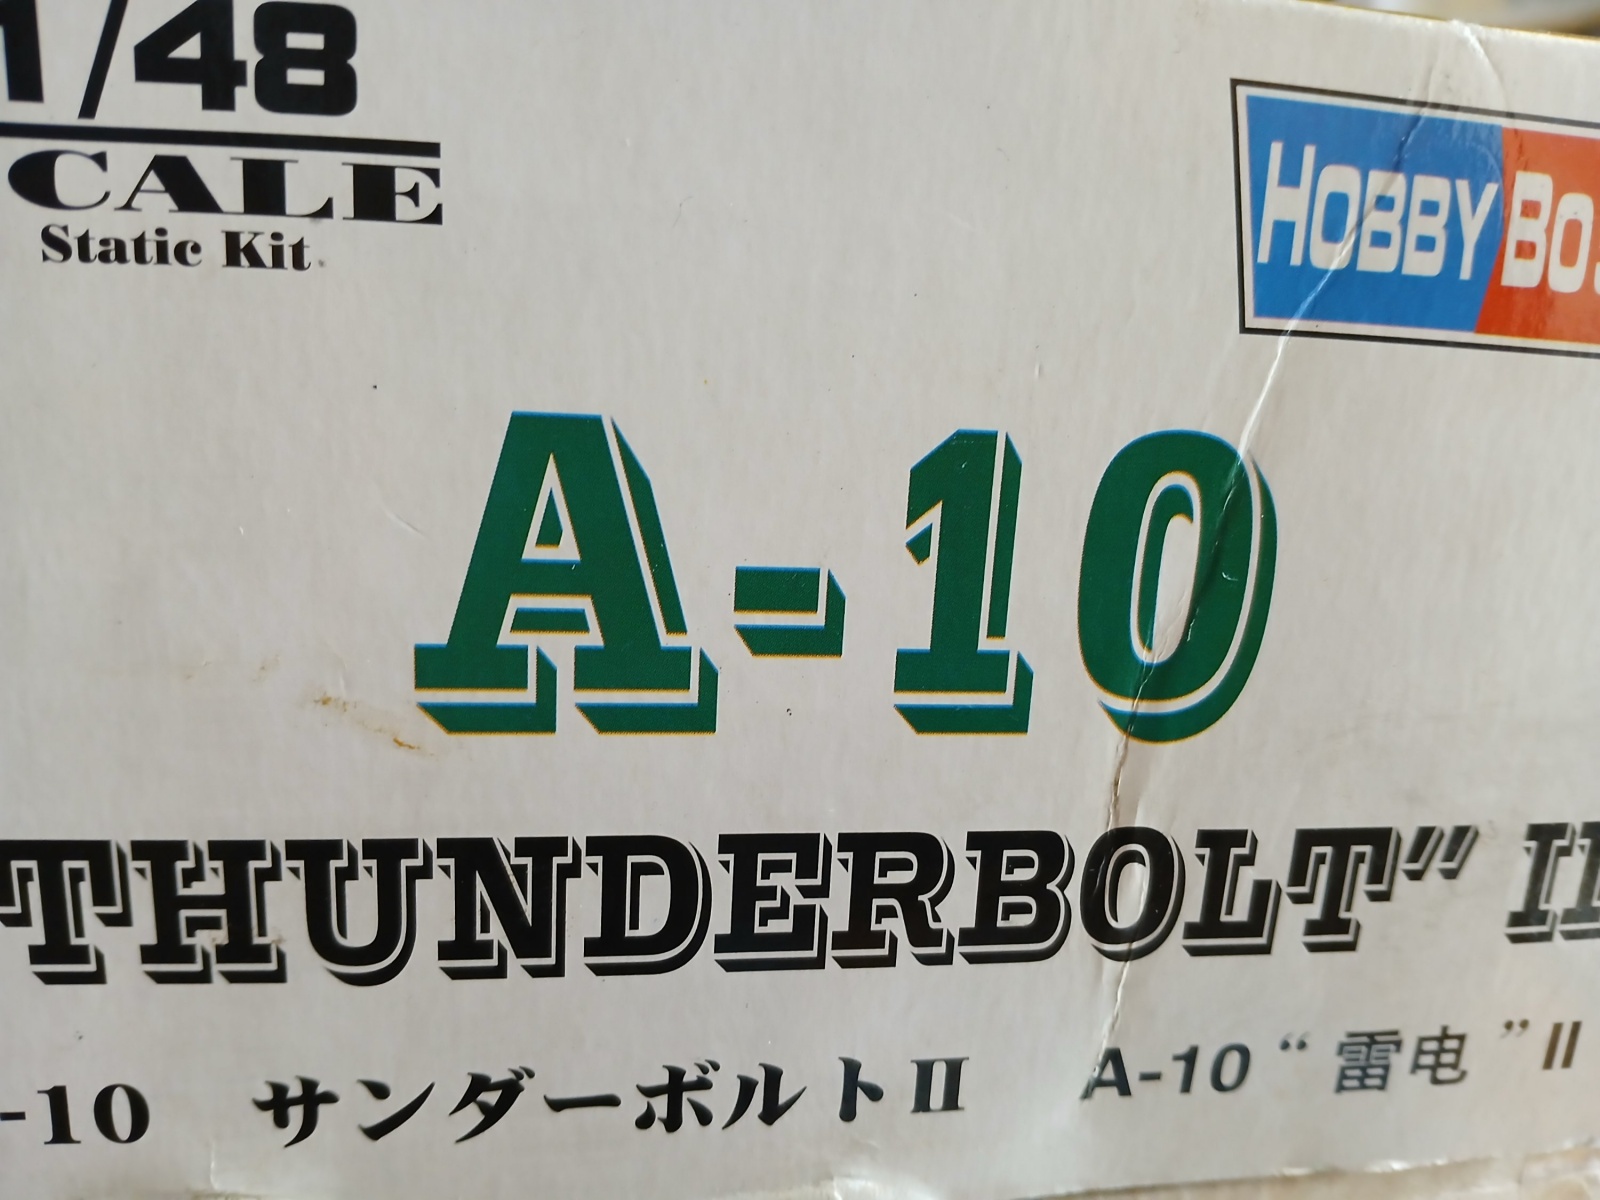 1/48
CALE
Static Kit
HOBBY BO
A-10
THUNDERBOLT" II
-10 サンダーボルトII A-10 “雷电”II